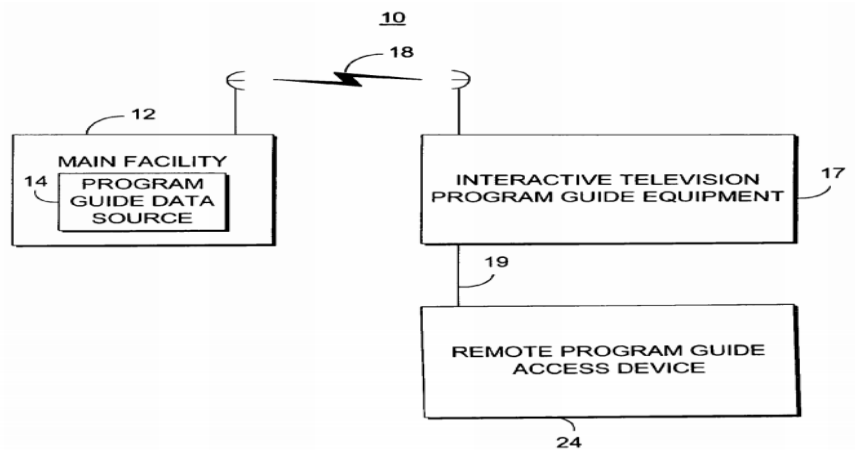 10
18
12
MAIN FACILITY
14
PROGRAM
GUIDE DATA
SOURCE
INTERACTIVE TELEVISION
PROGRAM GUIDE EQUIPMENT
17
19
REMOTE PROGRAM GUIDE
ACCESS DEVICE
24